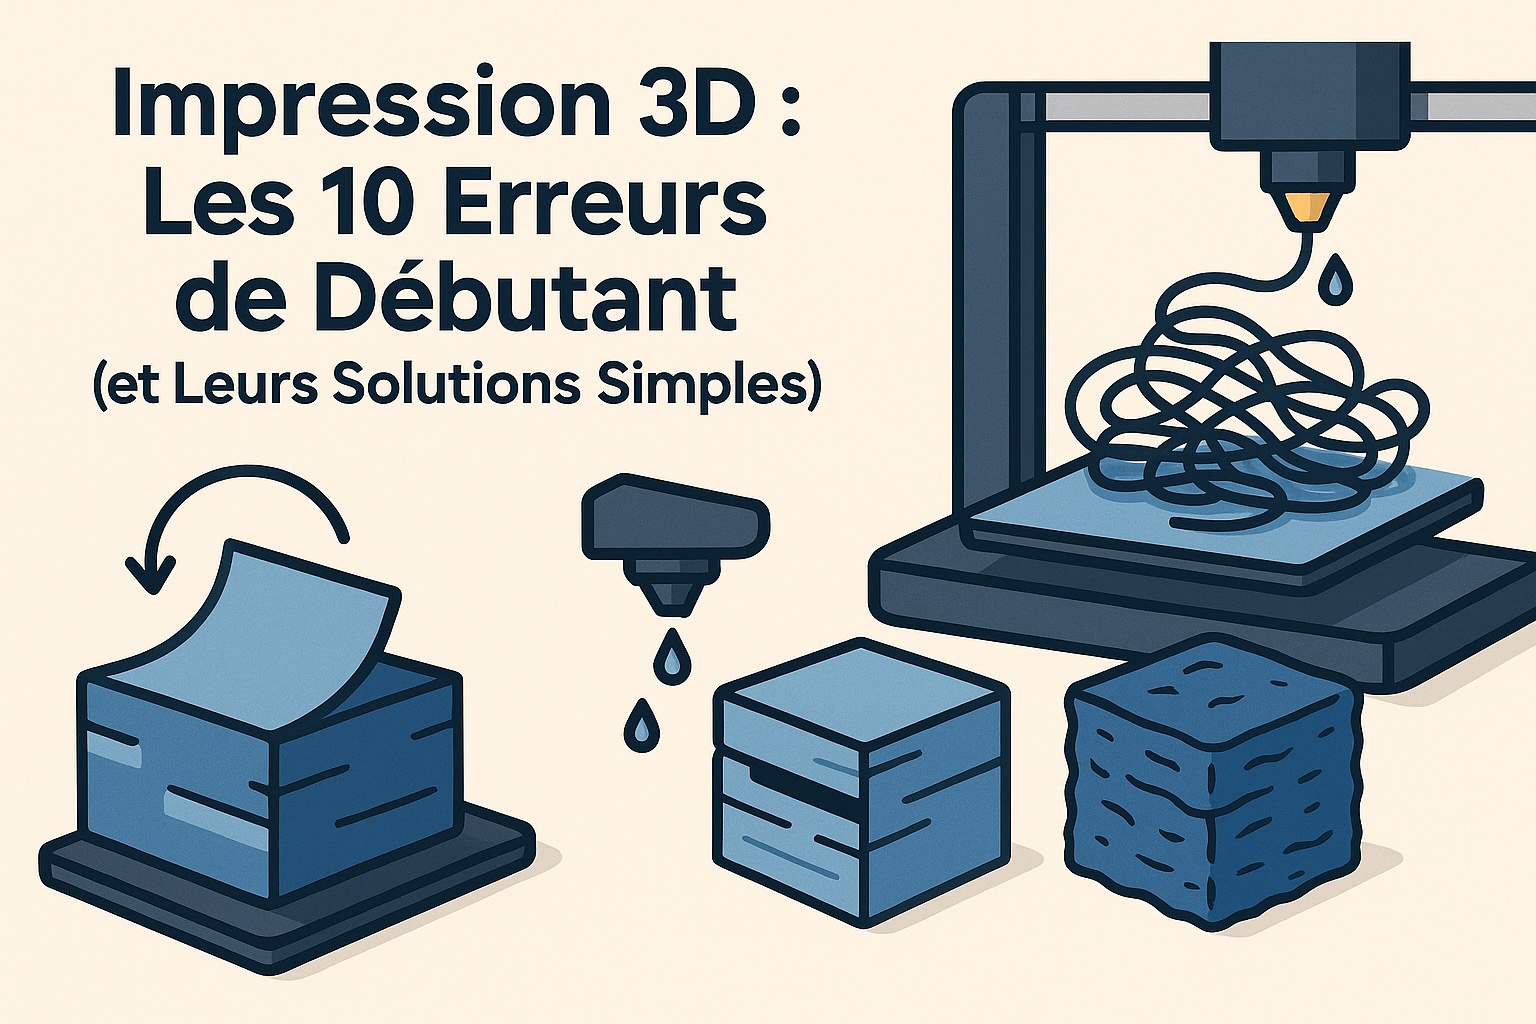 Impression 3D :
Les 10 Erreurs
de Débutant
(et Leurs Solutions Simples)